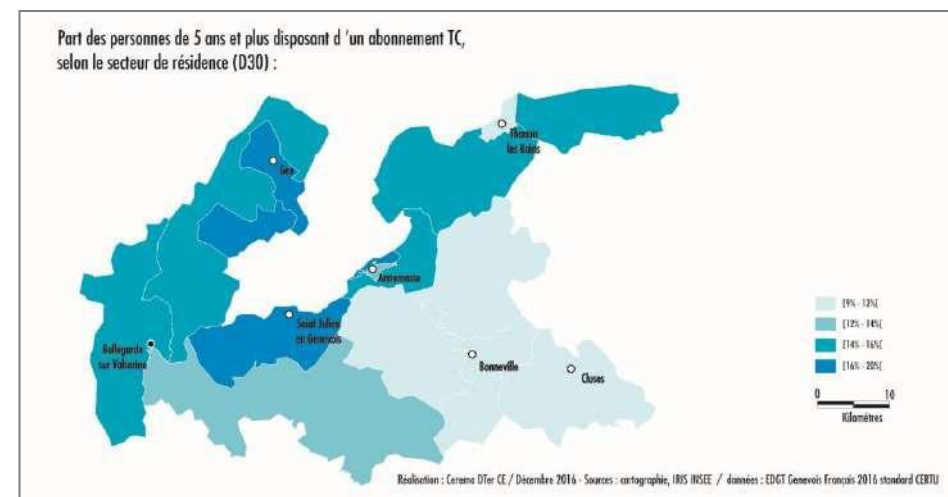 Part des personnes de 5 ans et plus disposant d 'un abonnement TC,
selon le secteur de résidence (D30) :
Thonon
les Bains
Gex
Annemasse
Saint Julien
en Genevois
Bellegarde
sur Valserine
Bonneville
Cluses
[9% - 12%[
[12% - 14%[
[14% - 16%[
[16% - 20%[
0 10
Kilomètres
Réalisation : Cerema DTer CE / Décembre 2016 - Sources : cartographie, IRIS INSEE / données : EDGT Genevois Français 2016 standard CERTU